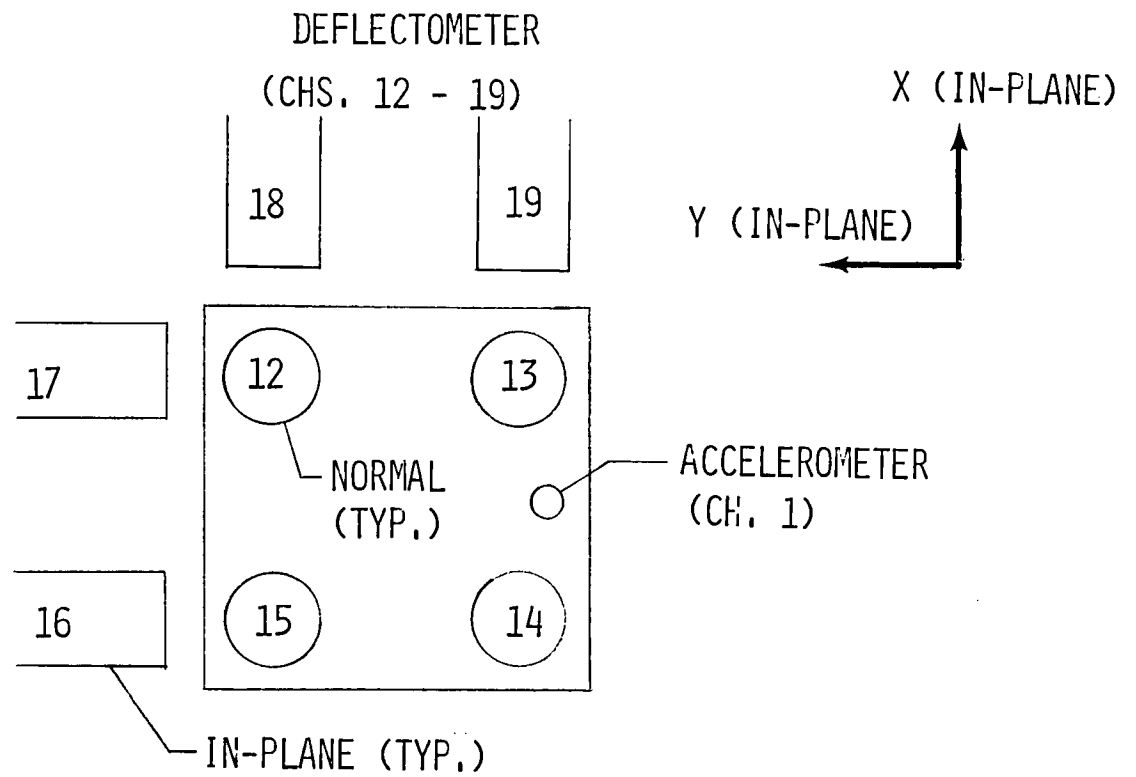 DEFLECTOMETER
(CHS. 12 - 19)
X (IN-PLANE)
18
19
Y (IN-PLANE)
17
12
13
NORMAL
(TYP.)
ACCELEROMETER
(CH. 1)
16
15
14
IN-PLANE (TYP.)